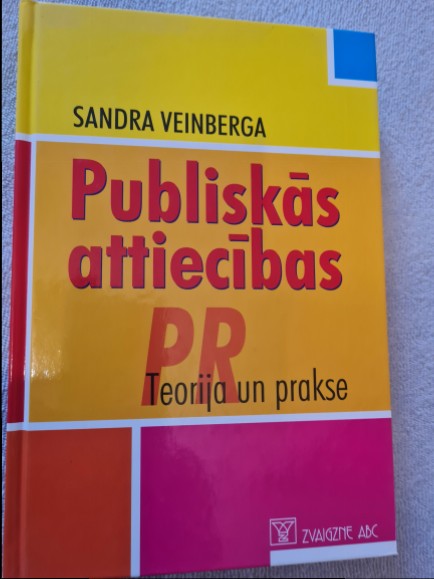 SANDRA VEINBERGA
Publiskās
attiecības
PR
Teorija un prakse
ZVAIGZNE ABC